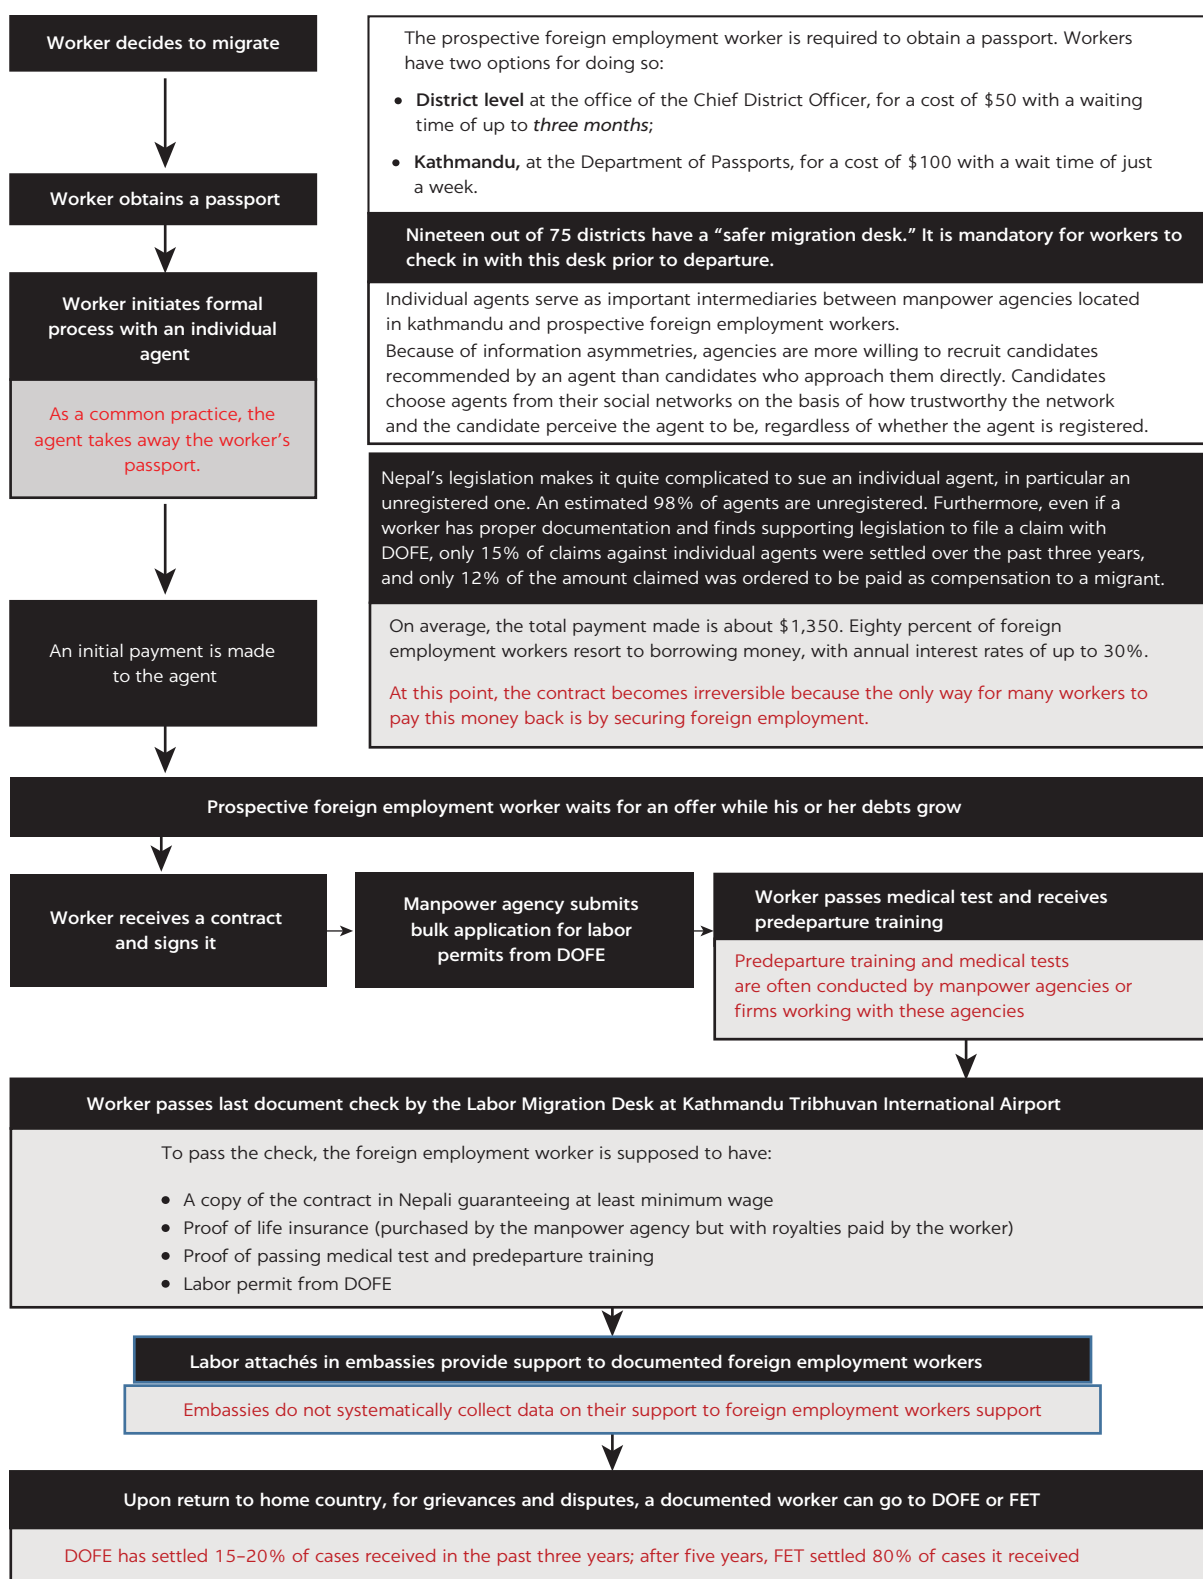 Worker decides to migrate
The prospective foreign employment worker is required to obtain a passport. Workers
have two options for doing so:
• District level at the office of the Chief District Officer, for a cost of $50 with a waiting
time of up to three months;
• Kathmandu, at the Department of Passports, for a cost of $100 with a wait time of just
a week.
Worker obtains a passport
Nineteen out of 75 districts have a “safer migration desk.” It is mandatory for workers to
check in with this desk prior to departure.
Worker initiates formal
process with an individual
agent
As a common practice, the
agent takes away the worker’s
passport.
Individual agents serve as important intermediaries between manpower agencies located
in kathmandu and prospective foreign employment workers.
Because of information asymmetries, agencies are more willing to recruit candidates
recommended by an agent than candidates who approach them directly. Candidates
choose agents from their social networks on the basis of how trustworthy the network
and the candidate perceive the agent to be, regardless of whether the agent is registered.
Nepal’s legislation makes it quite complicated to sue an individual agent, in particular an
unregistered one. An estimated 98% of agents are unregistered. Furthermore, even if a
worker has proper documentation and finds supporting legislation to file a claim with
DOFE, only 15% of claims against individual agents were settled over the past three years,
and only 12% of the amount claimed was ordered to be paid as compensation to a migrant.
An initial payment is made
to the agent
On average, the total payment made is about $1,350. Eighty percent of foreign
employment workers resort to borrowing money, with annual interest rates of up to 30%.
At this point, the contract becomes irreversible because the only way for many workers to
pay this money back is by securing foreign employment.
Prospective foreign employment worker waits for an offer while his or her debts grow
Worker receives a contract
and signs it
Manpower agency submits
bulk application for labor
permits from DOFE
Worker passes medical test and receives
predeparture training
Predeparture training and medical tests
are often conducted by manpower agencies or
firms working with these agencies
Worker passes last document check by the Labor Migration Desk at Kathmandu Tribhuvan International Airport
To pass the check, the foreign employment worker is supposed to have:
• A copy of the contract in Nepali guaranteeing at least minimum wage
• Proof of life insurance (purchased by the manpower agency but with royalties paid by the worker)
• Proof of passing medical test and predeparture training
• Labor permit from DOFE
Labor attachés in embassies provide support to documented foreign employment workers
Embassies do not systematically collect data on their support to foreign employment workers support
Upon return to home country, for grievances and disputes, a documented worker can go to DOFE or FET
DOFE has settled 15–20% of cases received in the past three years; after five years, FET settled 80% of cases it received